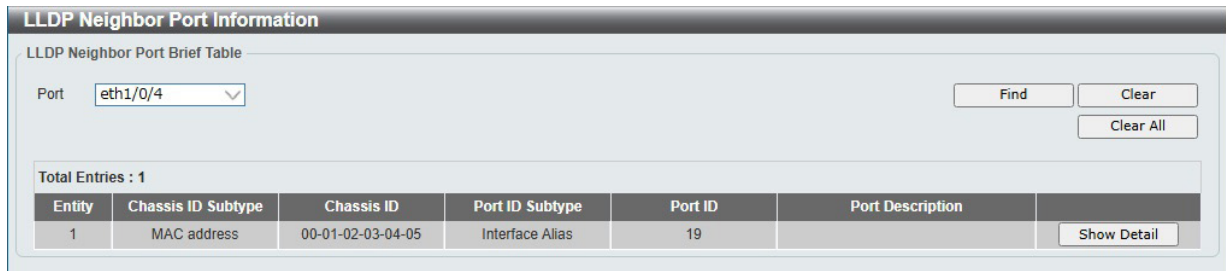 LLDP Neighbor Port Information
LLDP Neighbor Port Brief Table
Port eth1/0/4 Find Clear
Clear All
Total Entries : 1
Entity Chassis ID Subtype Chassis ID Port ID Subtype Port ID Port Description
1 MAC address 00-01-02-03-04-05 Interface Alias 19 Show Detail